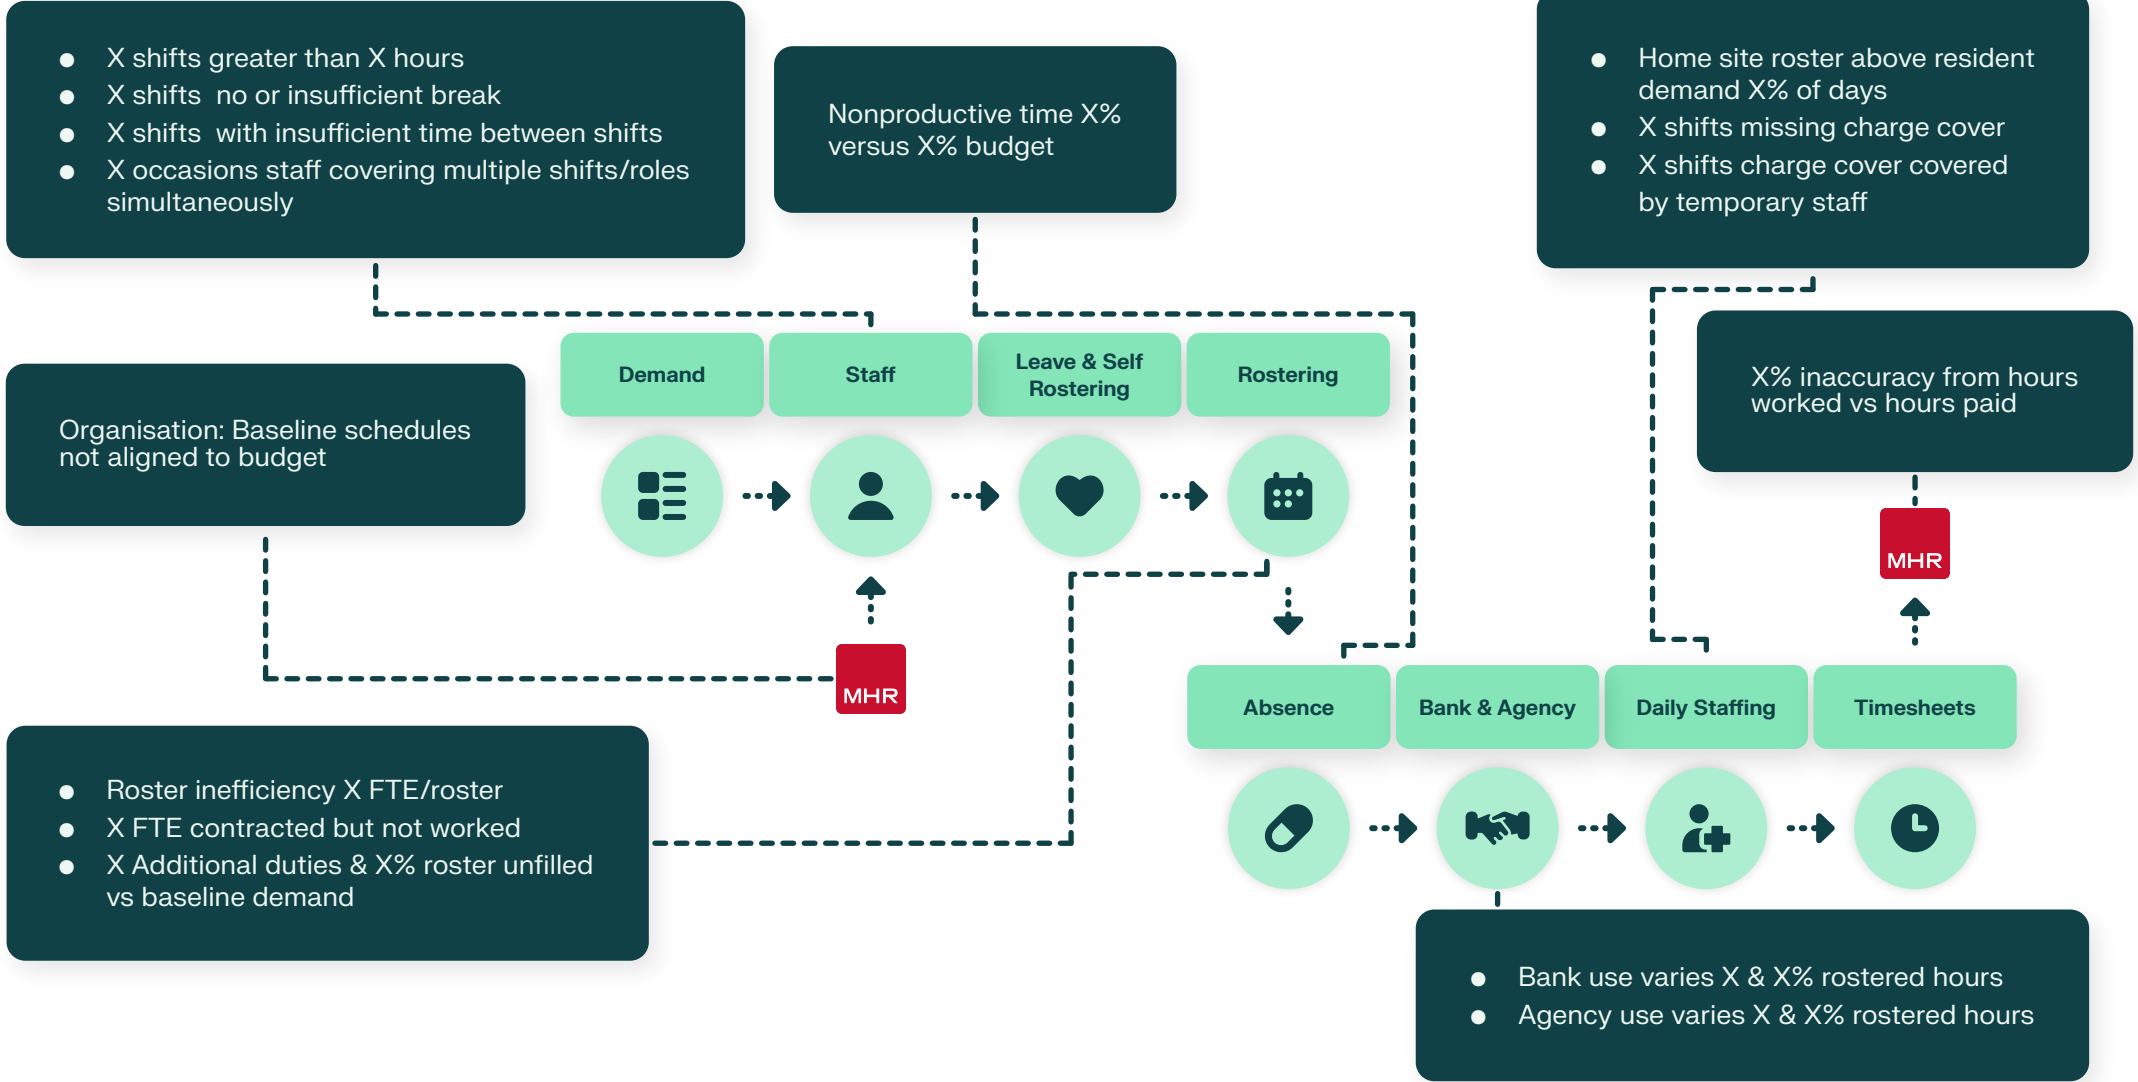 X shifts greater than X hours
X shifts  no or insufficient break
X shifts  with insufficient time between shifts
X occasions staff covering multiple shifts/roles
simultaneously
Nonproductive time X%
versus X% budget
Home site roster above resident
demand X% of days
X shifts missing charge cover
X shifts charge cover covered
by temporary staff
Organisation: Baseline schedules
not aligned to budget
Demand
Staff
Leave & Self
Rostering
Rostering
X% inaccuracy from hours
worked vs hours paid
MHR
MHR
Absence
Bank & Agency
Daily Staffing
Timesheets
Roster inefficiency X FTE/roster
X FTE contracted but not worked
X Additional duties & X% roster unfilled
vs baseline demand
Bank use varies X & X% rostered hours
Agency use varies X & X% rostered hours